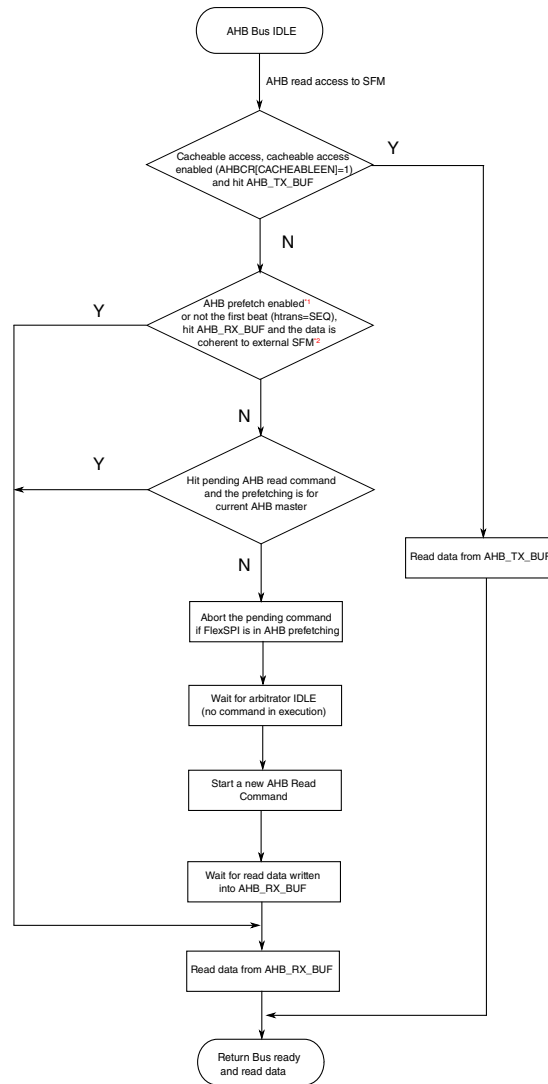 AHB Bus IDLE
AHB read access to SFM
Cacheable access, cacheable access
enabled (AHBCR[CACHEABLEEN]=1)
and hit AHB_TX_BUF
Y
N
AHB prefetch enabled*1
or not the first beat (htrans=SEQ),
hit AHB_RX_BUF and the data is
coherent to external SFM*2
Y
N
Hit pending AHB read command
and the prefetching is for
current AHB master
Y
N
Read data from AHB_TX_BUF
Abort the pending command
if FlexSPI is in AHB prefetching
Wait for arbitrator IDLE
(no command in execution)
Start a new AHB Read
Command
Wait for read data written
into AHB_RX_BUF
Read data from AHB_RX_BUF
Return Bus ready
and read data